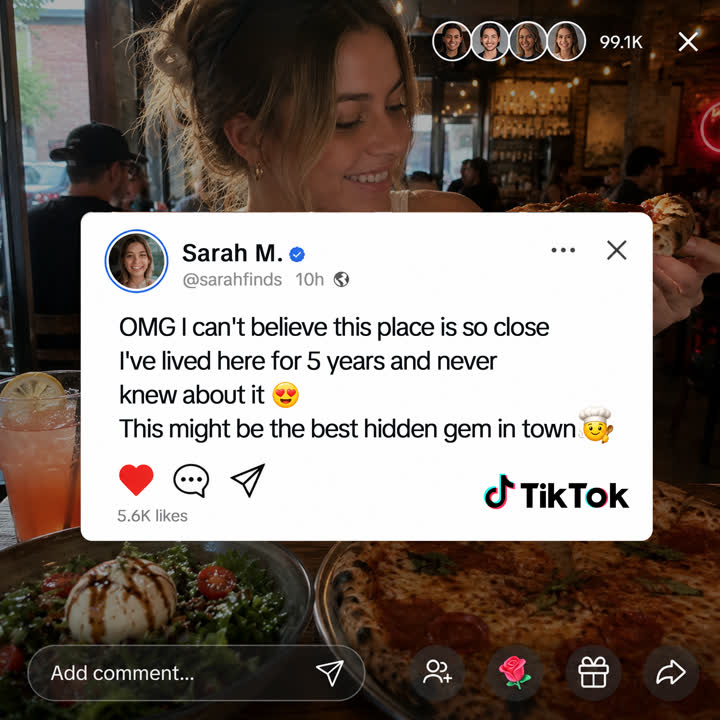 99.1K
Sarah M.
@sarahfinds 10h
OMG I can't believe this place is so close
I've lived here for 5 years and never
knew about it 😍
This might be the best hidden gem in town
5.6K likes
TikTok
Add comment...